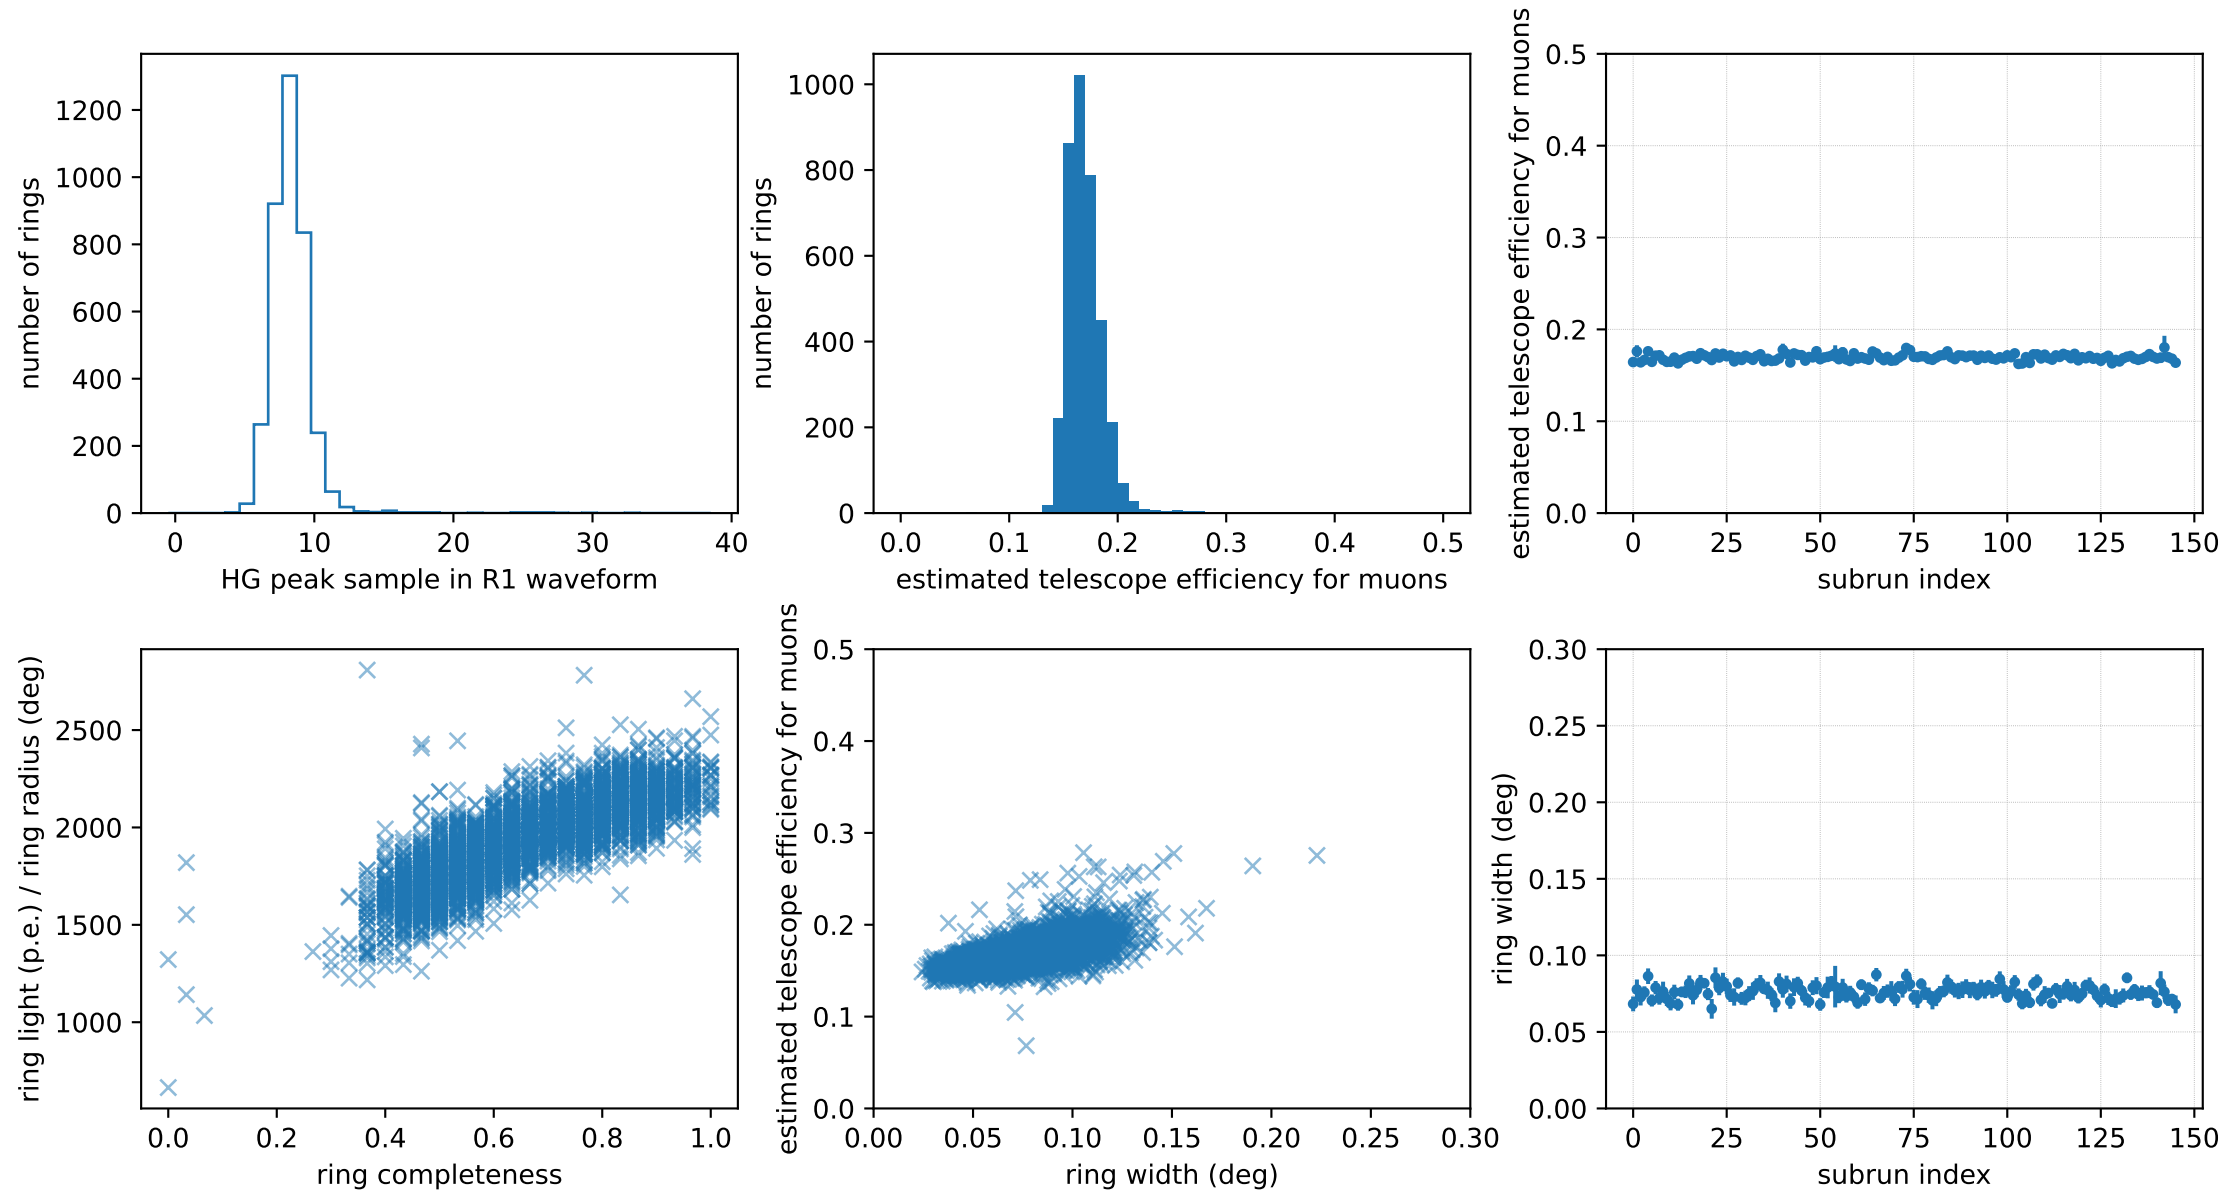 number of rings
1200
1000
800
600
400
200
0
0 10 20 30 40
HG peak sample in R1 waveform
number of rings
1000
800
600
400
200
0
0.0 0.1 0.2 0.3 0.4 0.5
estimated telescope efficiency for muons
estimated telescope efficiency for muons
0.5
0.4
0.3
0.2
0.1
0.0
0 25 50 75 100 125 150
subrun index
ring light (p.e.) / ring radius (deg)
2500
2000
1500
1000
0.0 0.2 0.4 0.6 0.8 1.0
ring completeness
estimated telescope efficiency for muons
0.5
0.4
0.3
0.2
0.1
0.0
0.00 0.05 0.10 0.15 0.20 0.25 0.30
ring width (deg)
ring width (deg)
0.30
0.25
0.20
0.15
0.10
0.05
0.00
0 25 50 75 100 125 150
subrun index